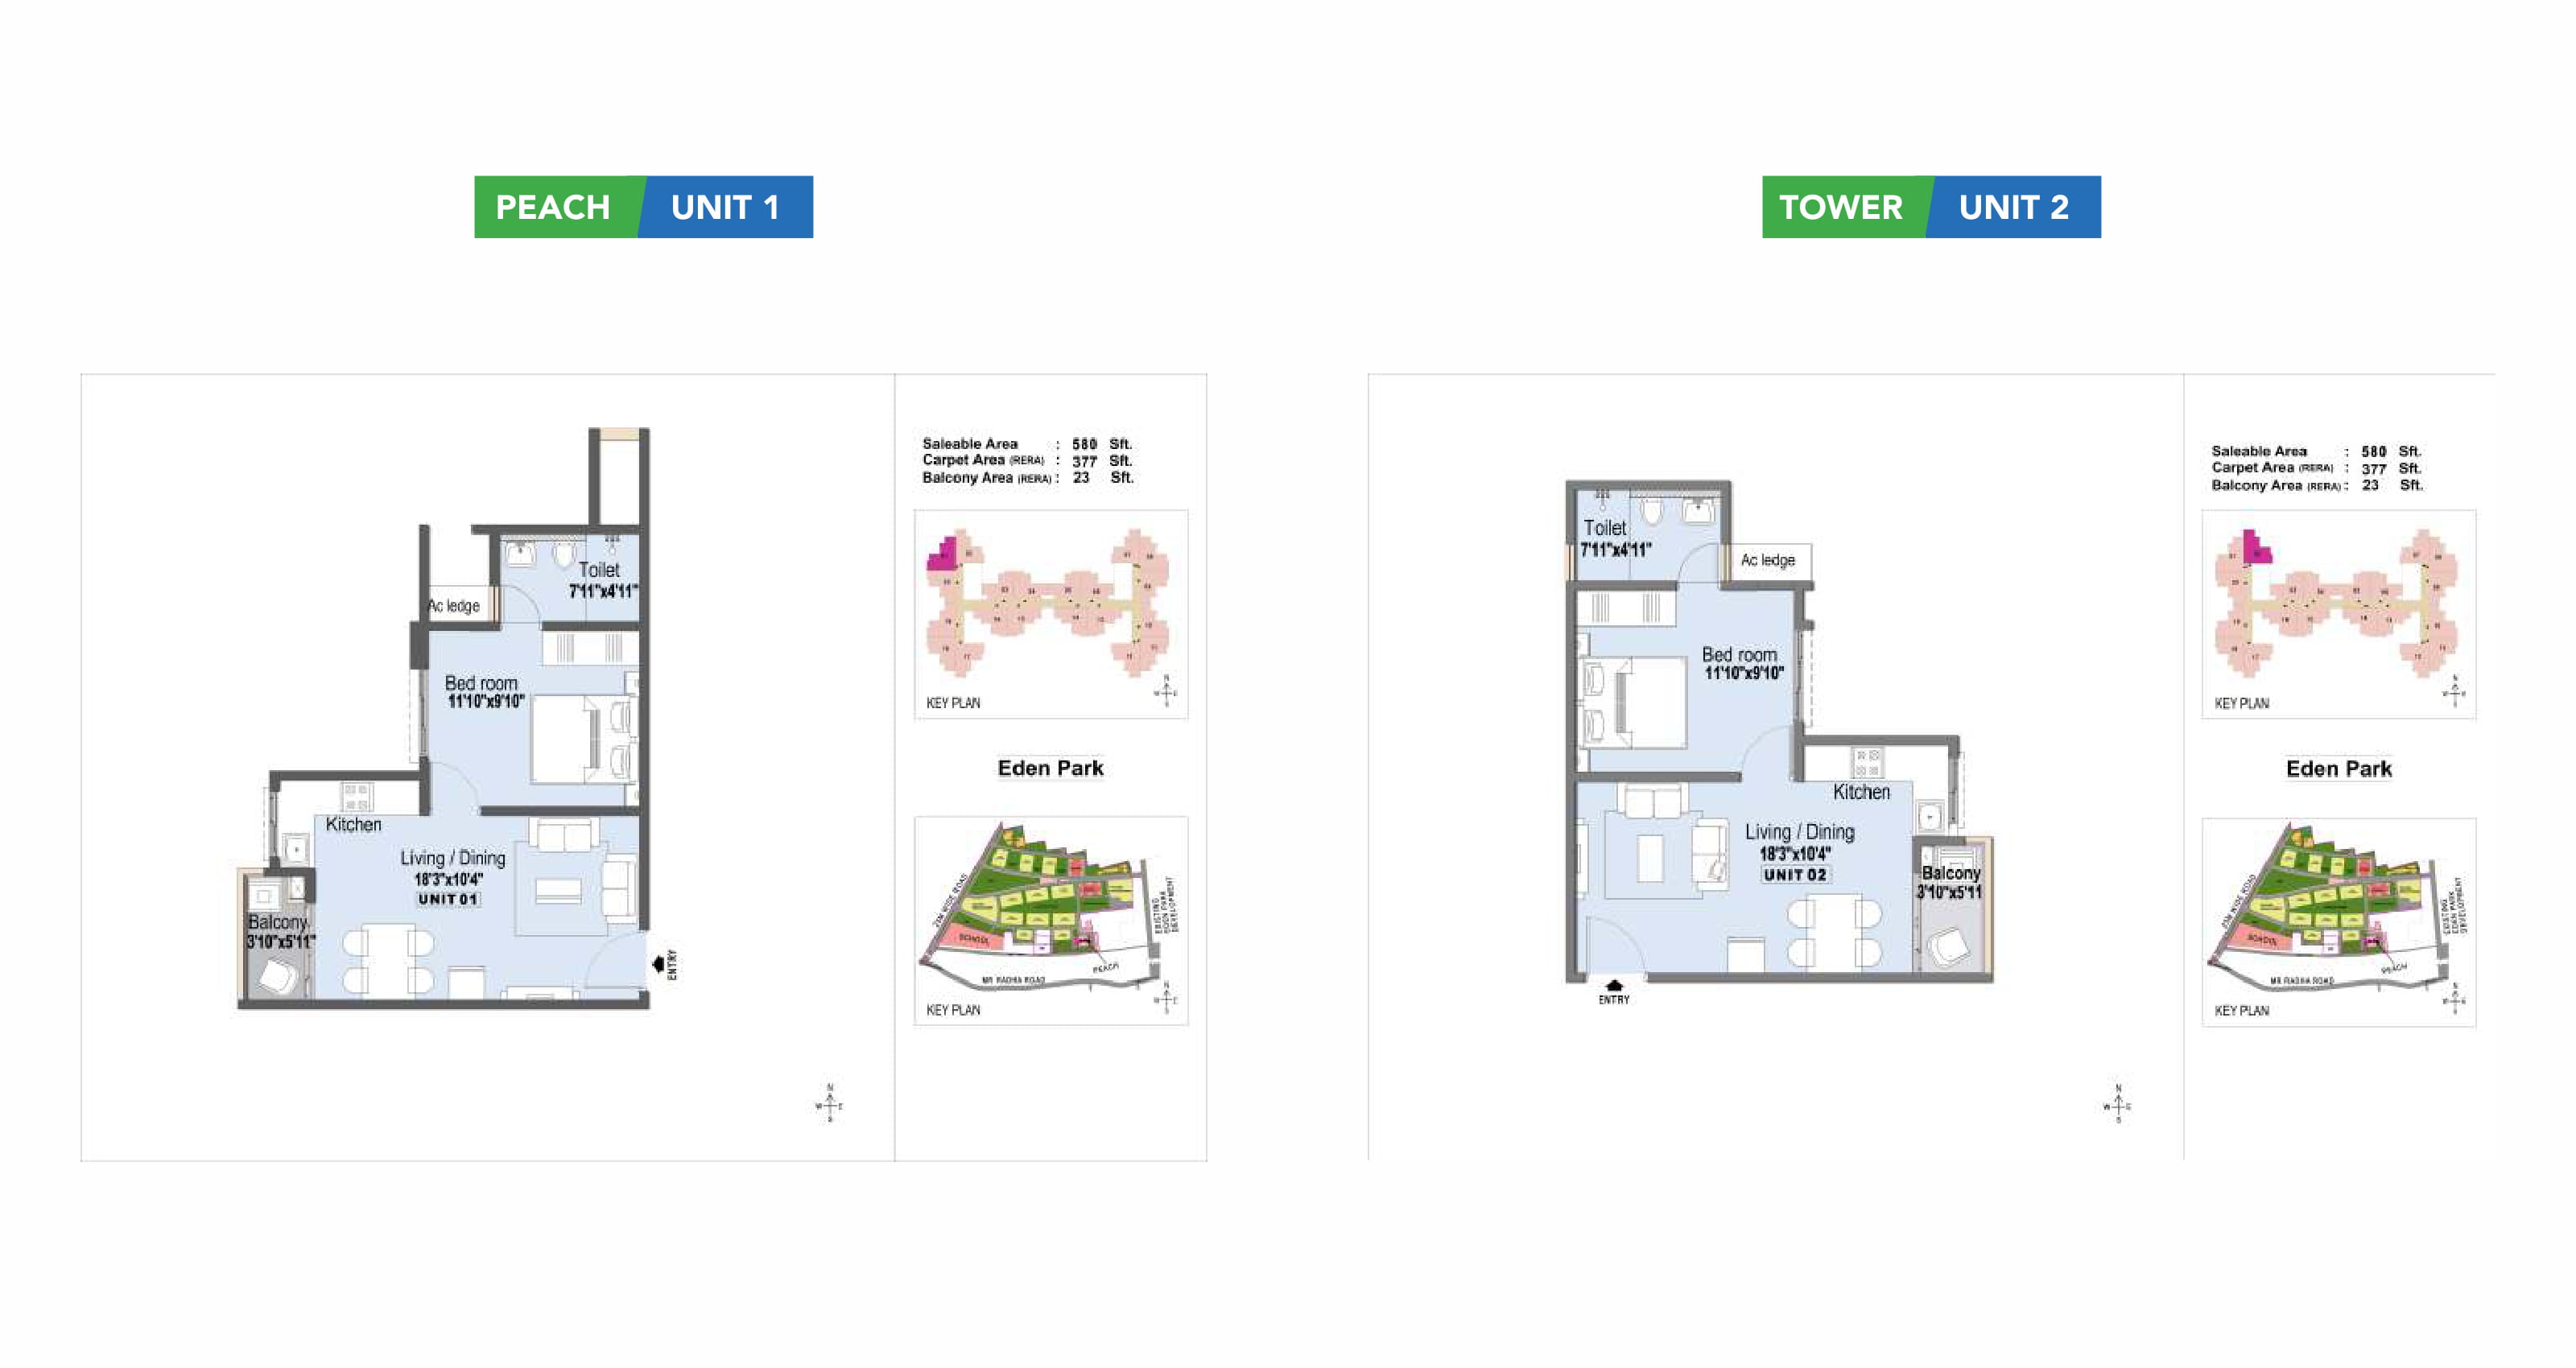 PEACH UNIT 1
Saleable Area : 580 Sft.
Carpet Area (RERA) : 377 Sft.
Balcony Area (RERA) : 23 Sft.
Toilet
7'11"x4'11"
Ac ledge
Bed room
11'10"x9'10"
Kitchen
Living / Dining
18'3"x10'4"
UNIT 01
Balcony
3'10"x5'11"
ENTRY
N
W E
S
KEY PLAN
N
W E
S
Eden Park
SCHOOL
EXISTING
EDEN PARK
DEVELOPMENT
PEACH
MR RADHA ROAD
KEY PLAN
N
W E
S
TOWER UNIT 2
Saleable Area : 580 Sft.
Carpet Area (RERA) : 377 Sft.
Balcony Area (RERA) : 23 Sft.
Toilet
7'11"x4'11"
Ac ledge
Bed room
11'10"x9'10"
Kitchen
Living / Dining
18'3"x10'4"
UNIT 02
Balcony
3'10"x5'11
ENTRY
N
W E
S
KEY PLAN
N
W E
S
Eden Park
SCHOOL
EXISTING
EDEN PARK
DEVELOPMENT
PEACH
MR RADHA ROAD
KEY PLAN
N
W E
S